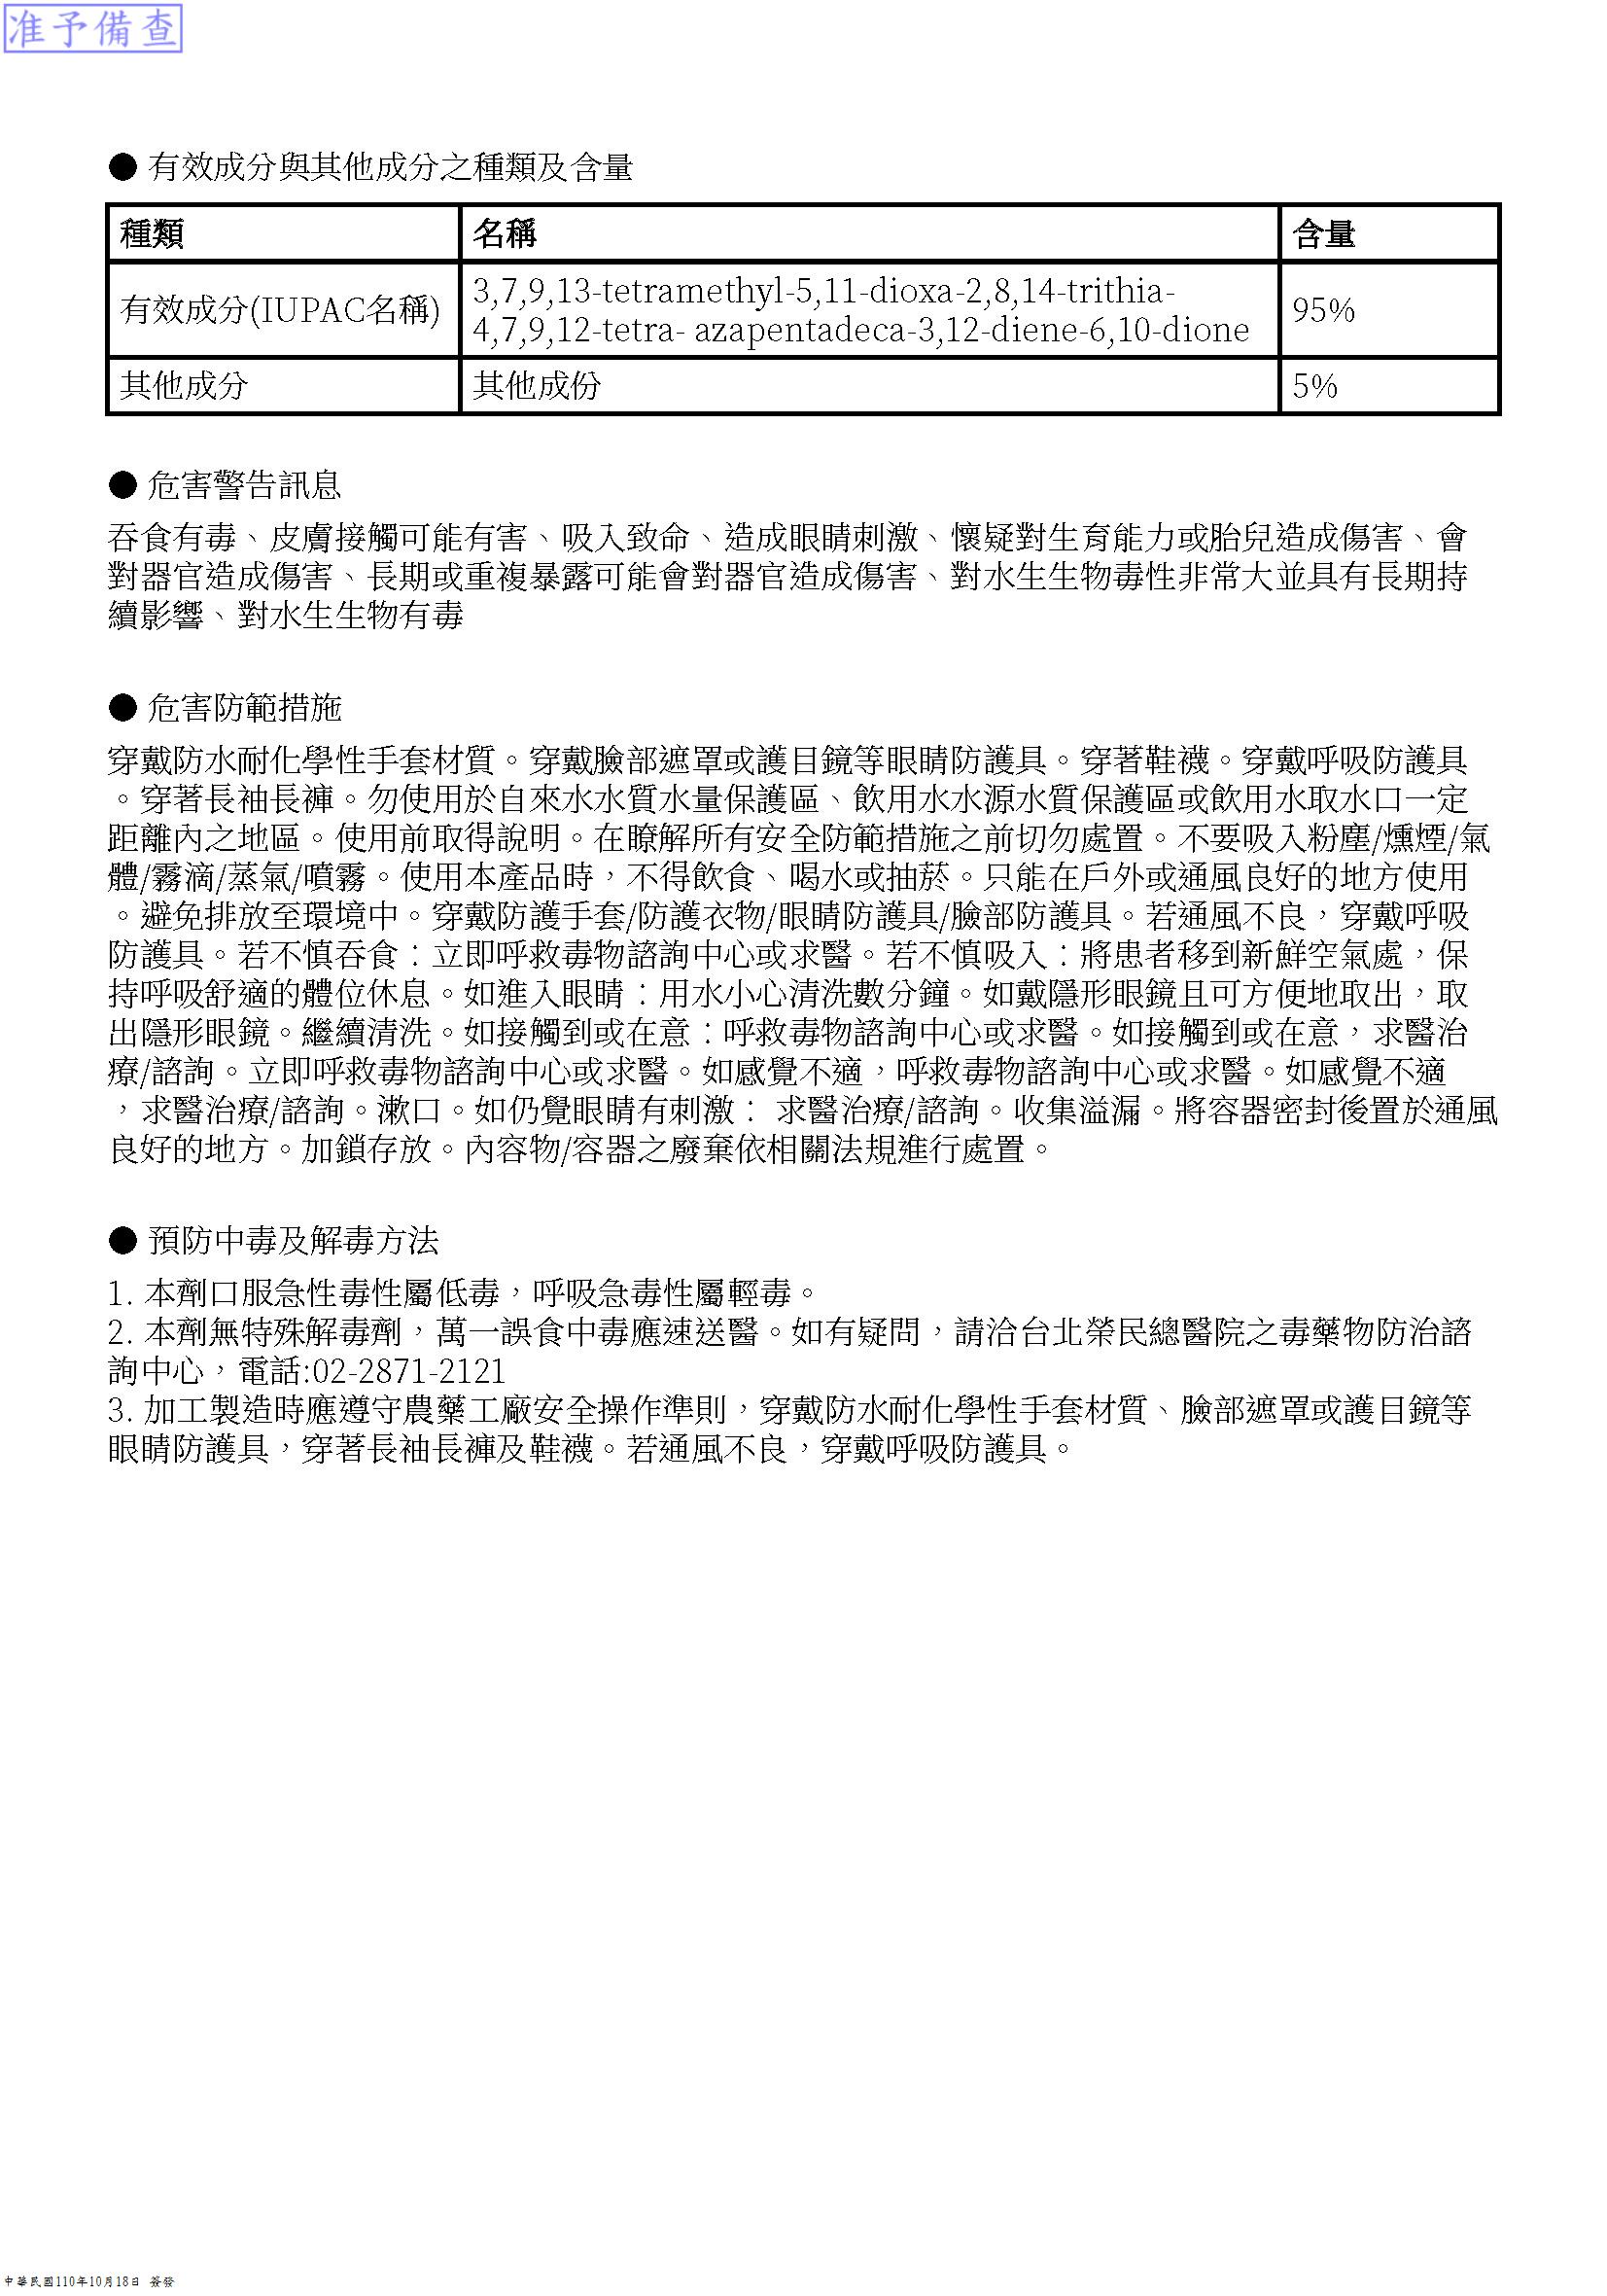 准予備查
● 有效成分與其他成分之種類及含量
種類 名稱 含量
有效成分(IUPAC名稱) 3,7,9,13-tetramethyl-5,11-dioxa-2,8,14-trithia-
4,7,9,12-tetra- azapentadeca-3,12-diene-6,10-dione 95%
其他成分 其他成份 5%
● 危害警告訊息
吞食有毒、皮膚接觸可能有害、吸入致命、造成眼睛刺激、懷疑對生育能力或胎兒造成傷害、會
對器官造成傷害、長期或重複暴露可能會對器官造成傷害、對水生生物毒性非常大並具有長期持
續影響、對水生生物有毒
● 危害防範措施
穿戴防水耐化學性手套材質。穿戴臉部遮罩或護目鏡等眼睛防護具。穿著鞋襪。穿戴呼吸防護具
。穿著長袖長褲。勿使用於自來水水質水量保護區、飲用水水源水質保護區或飲用水取水口一定
距離內之地區。使用前取得說明。在瞭解所有安全防範措施之前切勿處置。不要吸入粉塵/燻煙/氣
體/霧滴/蒸氣/噴霧。使用本產品時，不得飲食、喝水或抽菸。只能在戶外或通風良好的地方使用
。避免排放至環境中。穿戴防護手套/防護衣物/眼睛防護具/臉部防護具。若通風不良，穿戴呼吸
防護具。若不慎吞食：立即呼救毒物諮詢中心或求醫。若不慎吸入：將患者移到新鮮空氣處，保
持呼吸舒適的體位休息。如進入眼睛：用水小心清洗數分鐘。如戴隱形眼鏡且可方便地取出，取
出隱形眼鏡。繼續清洗。如接觸到或在意：呼救毒物諮詢中心或求醫。如接觸到或在意，求醫治
療/諮詢。立即呼救毒物諮詢中心或求醫。如感覺不適，呼救毒物諮詢中心或求醫。如感覺不適
，求醫治療/諮詢。漱口。如仍覺眼睛有刺激： 求醫治療/諮詢。收集溢漏。將容器密封後置於通風
良好的地方。加鎖存放。內容物/容器之廢棄依相關法規進行處置。
● 預防中毒及解毒方法
1. 本劑口服急性毒性屬低毒，呼吸急毒性屬輕毒。
2. 本劑無特殊解毒劑，萬一誤食中毒應速送醫。如有疑問，請洽台北榮民總醫院之毒藥物防治諮
詢中心，電話:02-2871-2121
3. 加工製造時應遵守農藥工廠安全操作準則，穿戴防水耐化學性手套材質、臉部遮罩或護目鏡等
眼睛防護具，穿著長袖長褲及鞋襪。若通風不良，穿戴呼吸防護具。
中華民國110年10月18日 簽發